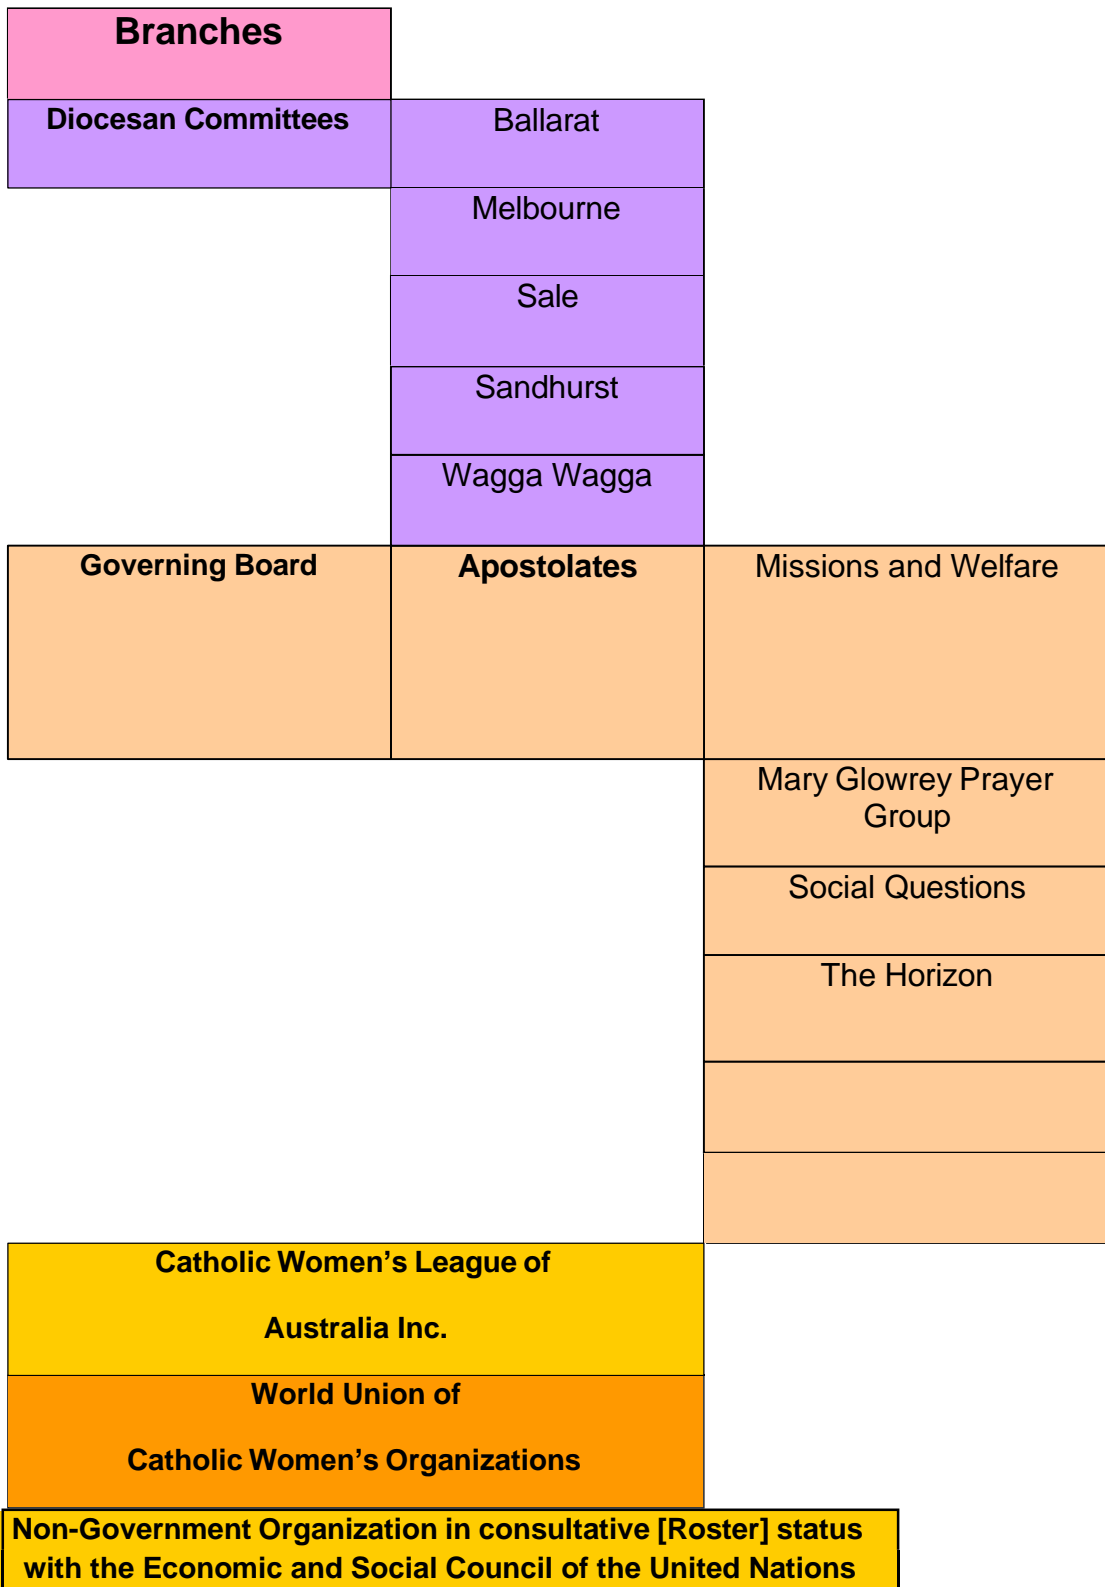 Branches
Diocesan Committees
Ballarat
Melbourne
Sale
Sandhurst
Wagga Wagga
Governing Board
Apostolates
Missions and Welfare
Mary Glowrey Prayer
Group
Social Questions
The Horizon
Catholic Women’s League of
Australia Inc.
World Union of
Catholic Women’s Organizations
Non-Government Organization in consultative [Roster] status
with the Economic and Social Council of the United Nations